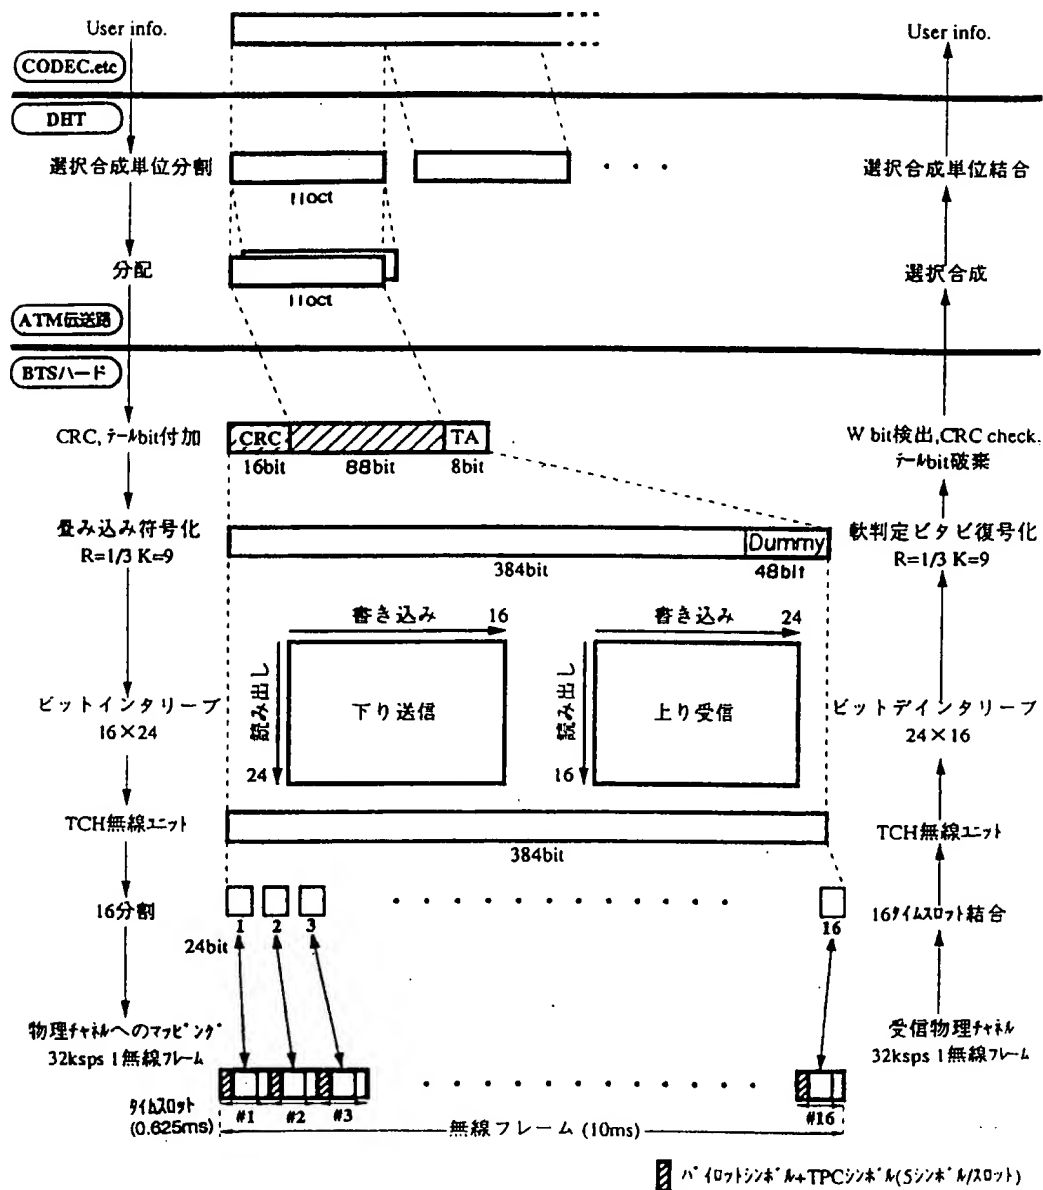 User info.
User info.
CODEC.etc
DHT
選択合成単位分割
選択合成単位結合
11oct
分配
選択合成
11oct
ATM伝送路
BTSハード
CRC, テールbit付加
CRC
TA
W bit検出,CRC check.
テールbit破棄
16bit
88bit
8bit
畳み込み符号化
R=1/3 K=9
Dummy
384bit
48bit
軟判定ビタビ復号化
R=1/3 K=9
書き込み
16
書き込み
24
読み出し
下り送信
24
読み出し
上り受信
16
ビットインタリーブ
16×24
ビットデインタリーブ
24×16
TCH無線ユニット
384bit
TCH無線ユニット
16分割
1
2
3
16
24bit
16タイムスロット結合
物理チャネルへのマッピング
32ksps 1無線フレーム
受信物理チャネル
32ksps 1無線フレーム
タイムスロット
(0.625ms)
#1
#2
#3
#16
無線フレーム (10ms)
パイロットシンボル+TPCシンボル(5シンボル/スロット)